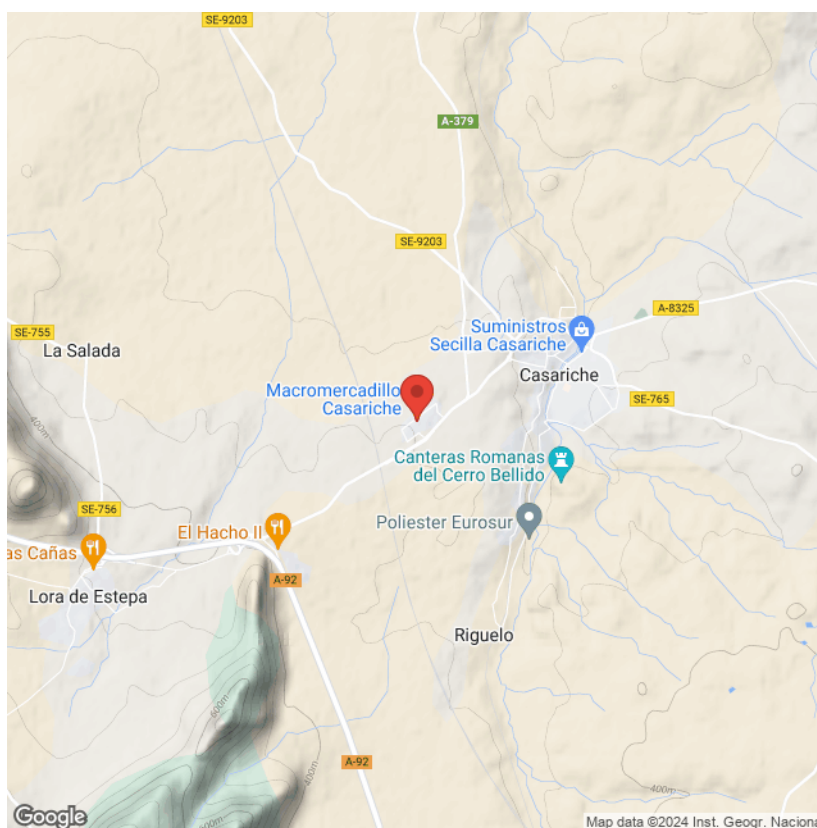 SE-9203
A-379
SE-9203
A-8325
SE-755
Suministros
Secilla Casariche
La Salada
Casariche
Macromercadillo
Casariche
SE-765
400m
Canteras Romanas
del Cerro Bellido
SE-756
El Hacho II
Poliester Eurosur
as Cañas
A-92
Lora de Estepa
Riguelo
600m
A-92
400m
400m
600m
Google
Map data ©2024 Inst. Geogr. Naciona